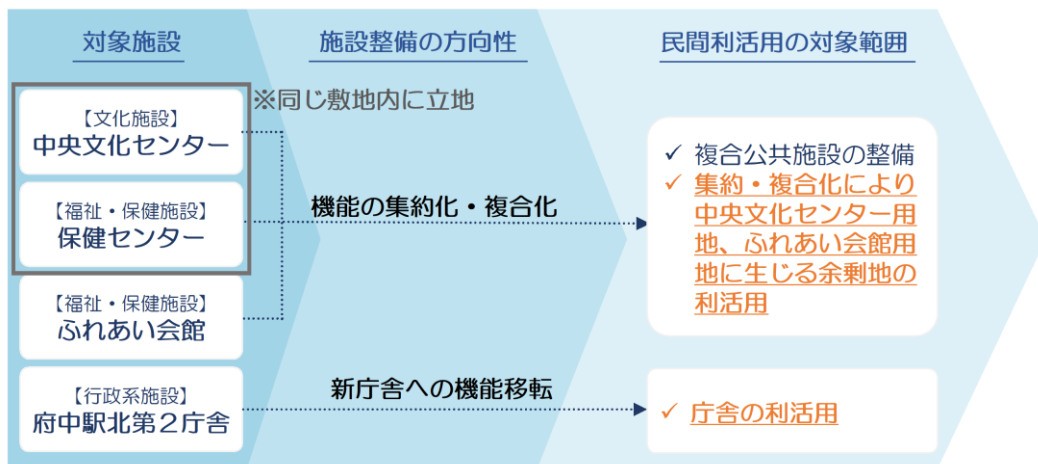 対象施設
施設整備の方向性
民間利活用の対象範囲
※同じ敷地内に立地
【文化施設】
中央文化センター
【福祉・保健施設】
保健センター
【福祉・保健施設】
ふれあい会館
機能の集約化・複合化
✓ 複合公共施設の整備
✓ 集約・複合化により
中央文化センター用
地、ふれあい会館用
地に生じる余剰地の
利活用
【行政系施設】
府中駅北第2庁舎
新庁舎への機能移転
✓ 庁舎の利活用